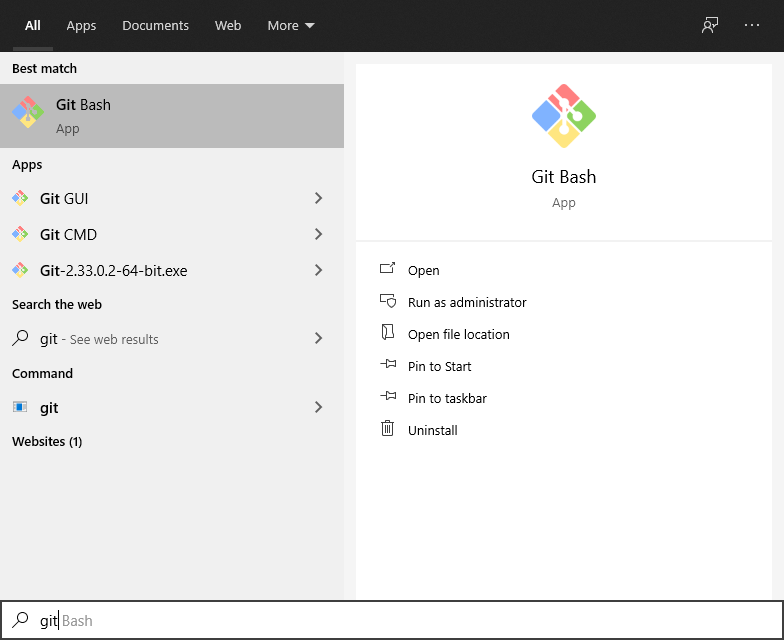 All Apps Documents Web More
Best match
Git Bash
App
Apps
Git GUI
Git CMD
Git-2.33.0.2-64-bit.exe
Search the web
git - See web results
Command
git
Websites (1)
Git Bash
App
Open
Run as administrator
Open file location
Pin to Start
Pin to taskbar
Uninstall
git Bash